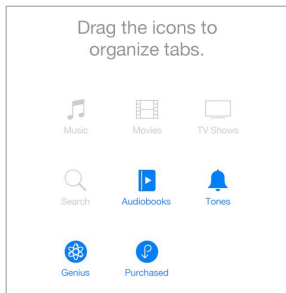 Drag the icons to
organize tabs.
Music Movies TV Shows
Search Audiobooks Tones
Genius Purchased